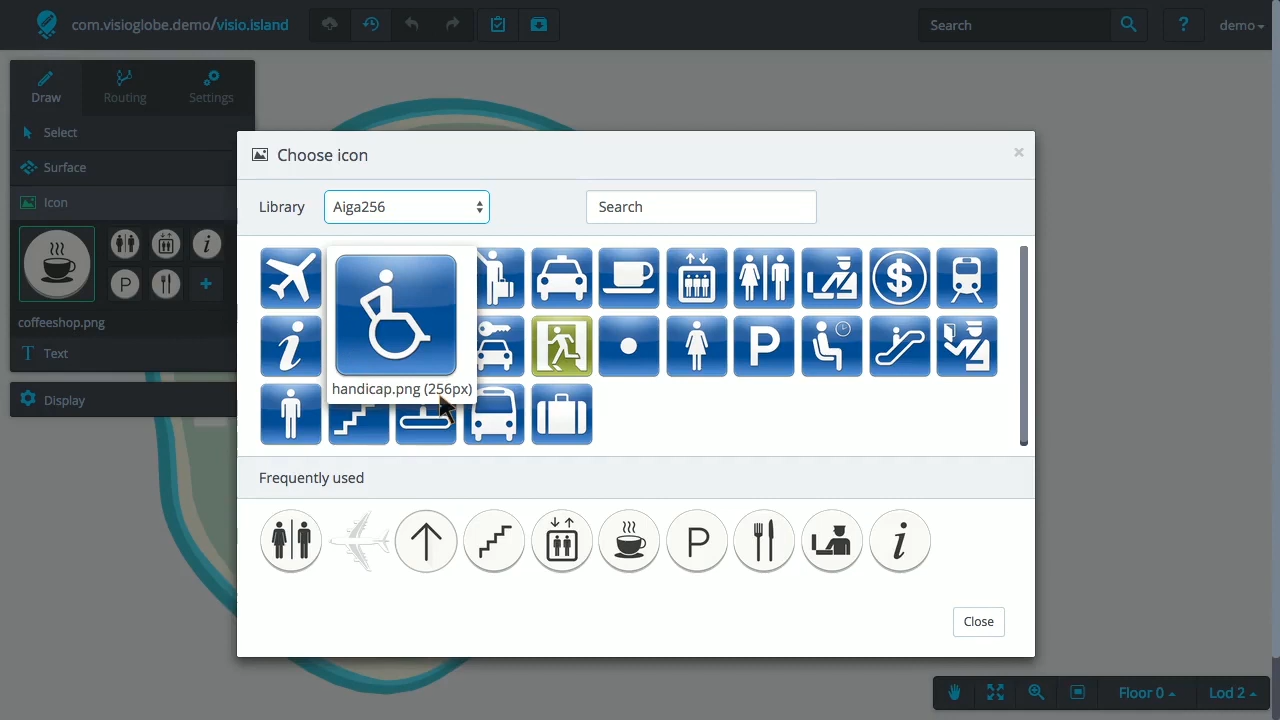 com.visioglobe.demo/visio.island
Search
?
demo
Draw
Routing
Settings
Select
Surface
Icon
coffeeshop.png
Text
Display
Choose icon
×
Library
Aiga256
Search
handicap.png (256px)
Frequently used
Close
Floor 0
Lod 2